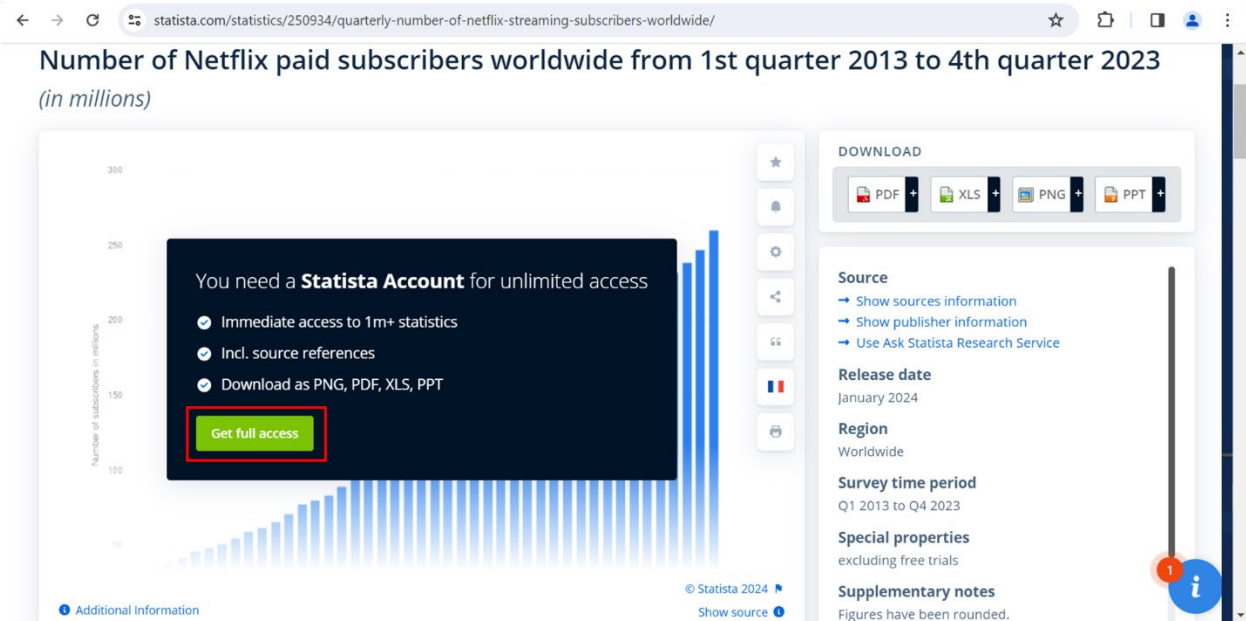 statista.com/statistics/250934/quarterly-number-of-netflix-streaming-subscribers-worldwide/
Number of Netflix paid subscribers worldwide from 1st quarter 2013 to 4th quarter 2023
(in millions)
300
250
200
150
100
50
Number of subscribers in millions
You need a Statista Account for unlimited access
Immediate access to 1m+ statistics
Incl. source references
Download as PNG, PDF, XLS, PPT
Get full access
© Statista 2024
Additional Information
Show source
DOWNLOAD
PDF +
XLS +
PNG +
PPT +
Source
→ Show sources information
→ Show publisher information
→ Use Ask Statista Research Service
Release date
January 2024
Region
Worldwide
Survey time period
Q1 2013 to Q4 2023
Special properties
excluding free trials
Supplementary notes
Figures have been rounded.
1
i